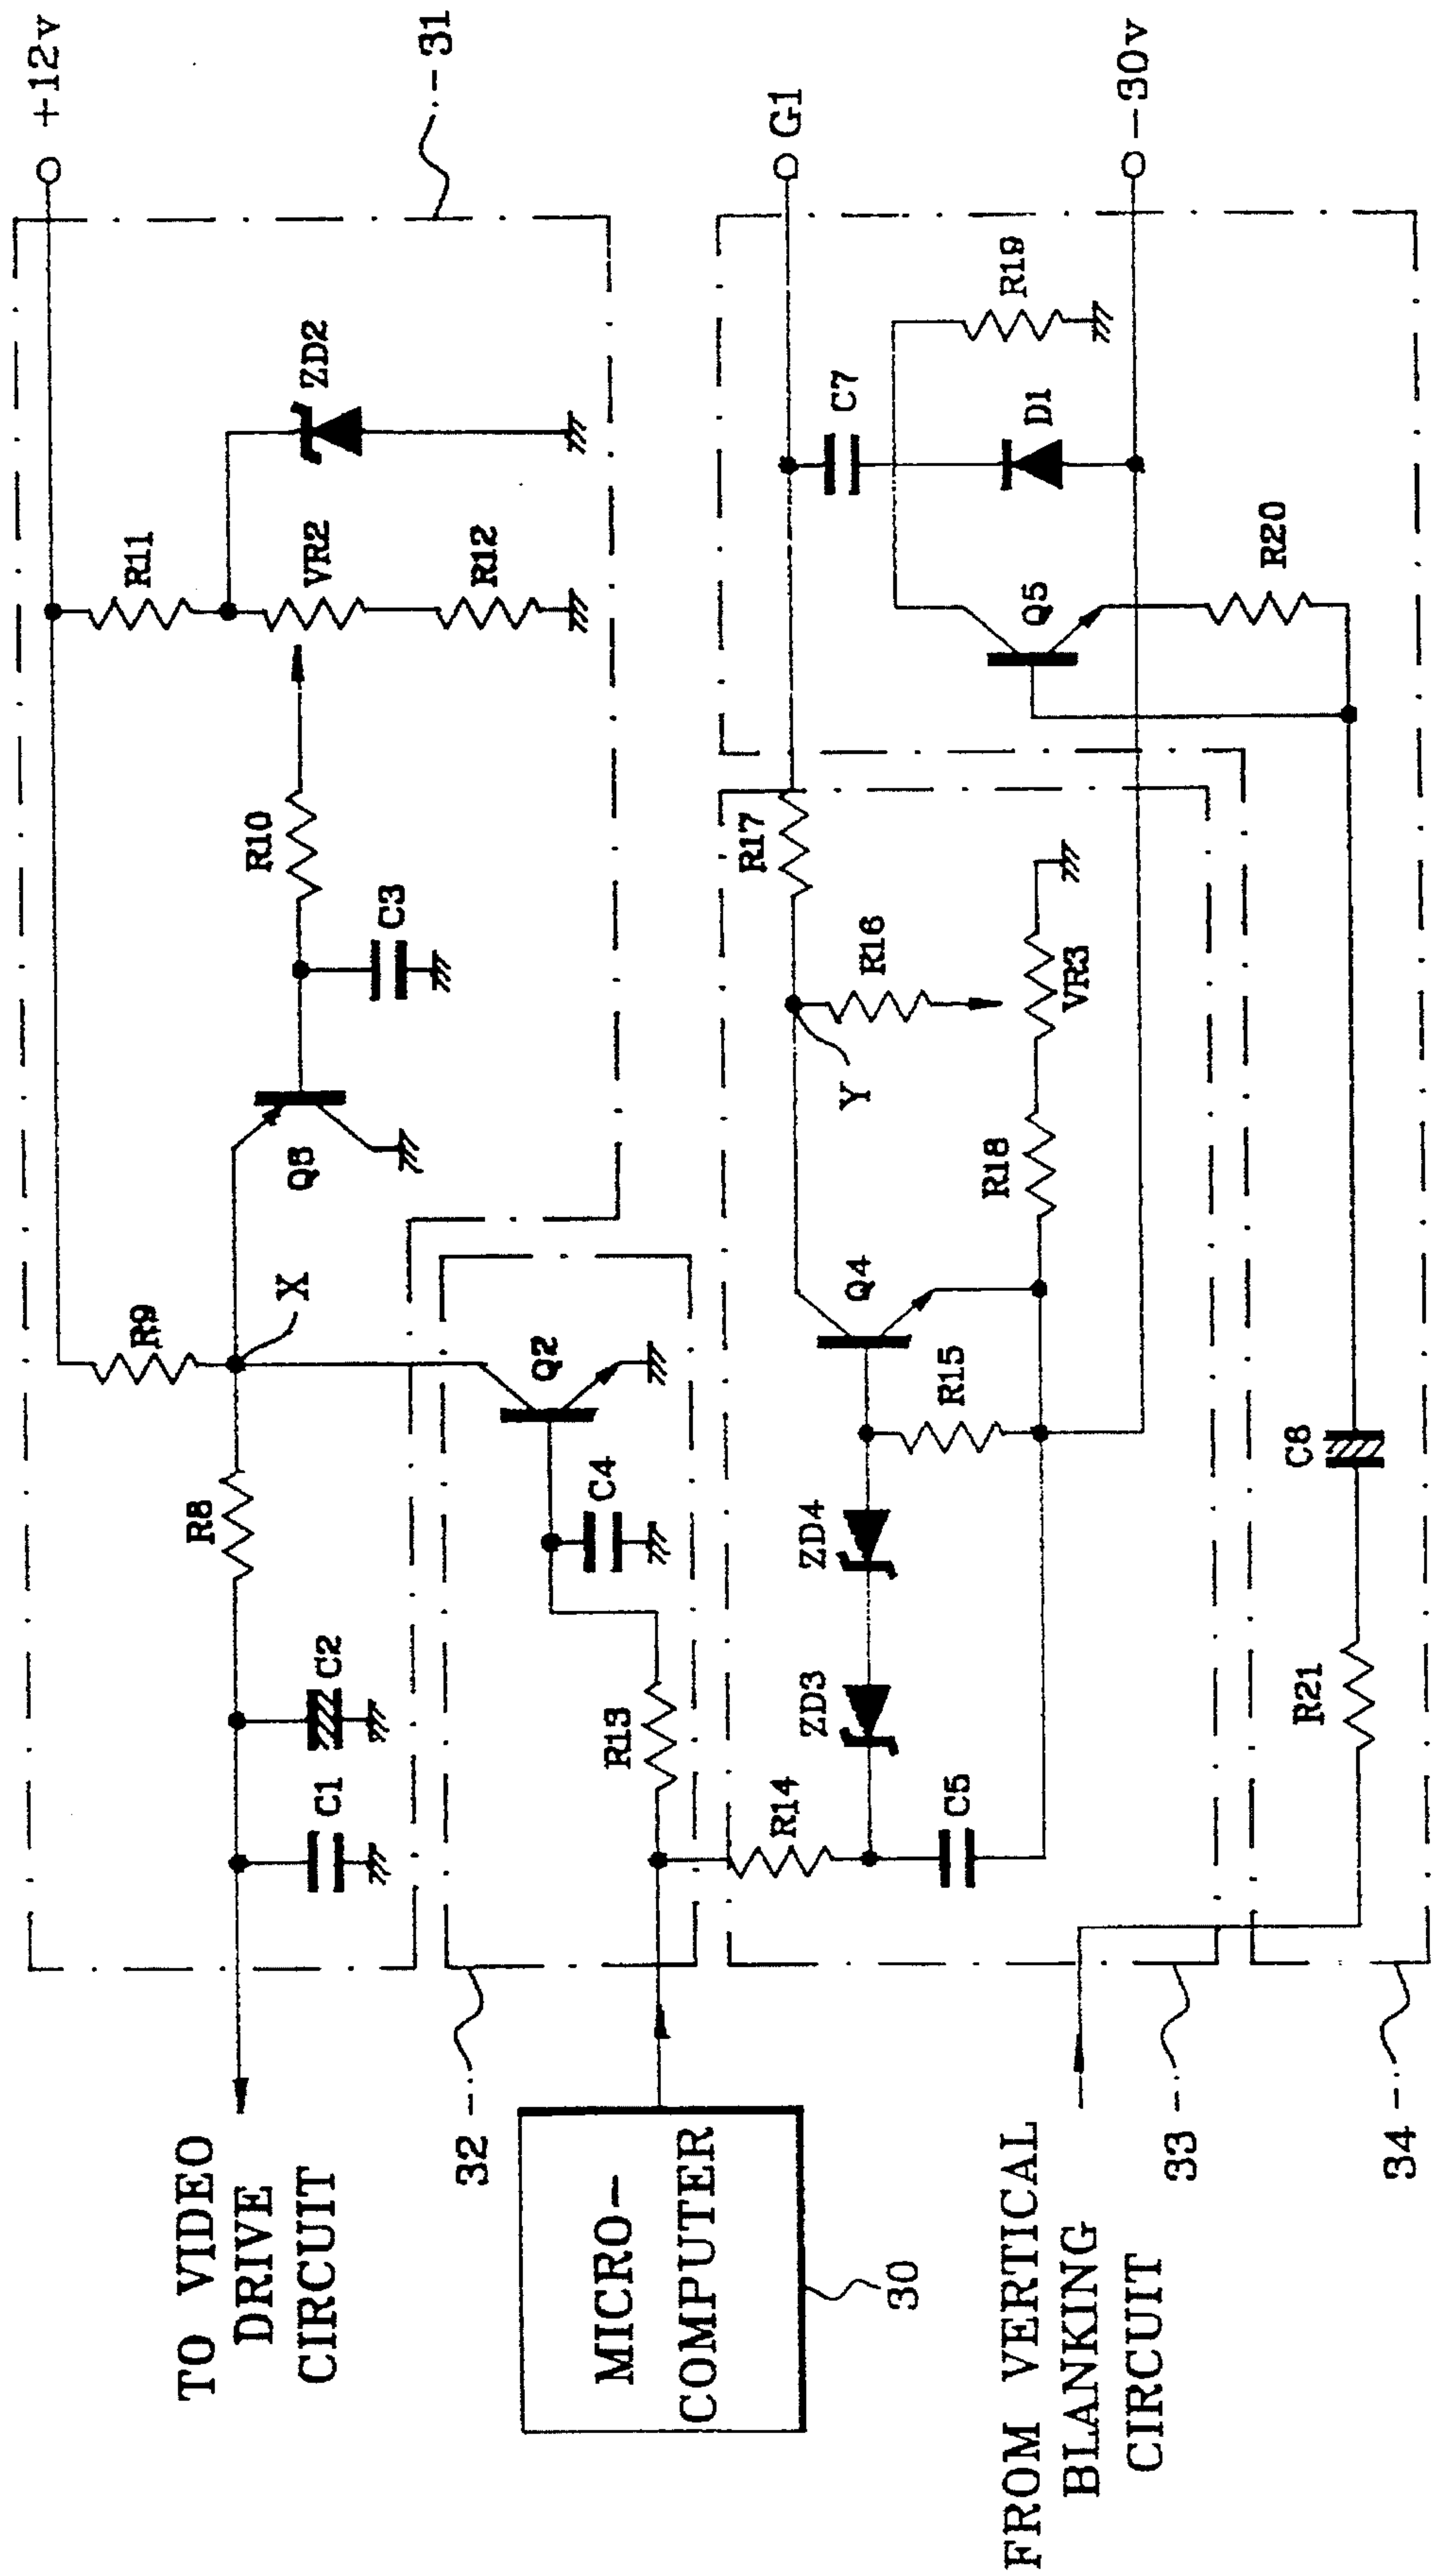 +12v
R9
R11
31
TO VIDEO
DRIVE
CIRCUIT
C1
C2
R8
X
Q3
R10
C3
VR2
R12
ZD2
32
R13
C4
Q2
MICRO-
COMPUTER
30
G1
R14
ZD3
ZD4
Q4
Y
R16
R17
C7
C5
R15
R18
VR3
Q5
D1
R19
-30v
FROM VERTICAL
BLANKING
CIRCUIT
33
R21
C6
R20
34